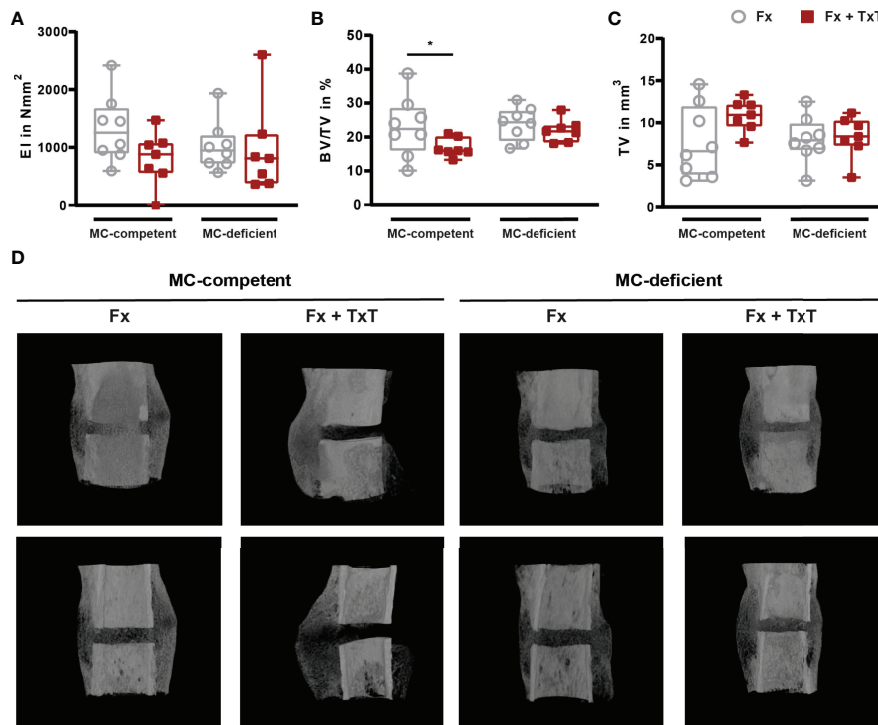 A
B
C
Fx
Fx + TxT
EI in Nmm²
3000
2000
1000
0
MC-competent
MC-deficient
BV/TV in %
50
40
30
20
10
0
*
MC-competent
MC-deficient
TV in mm³
20
15
10
5
0
MC-competent
MC-deficient
D
MC-competent
MC-deficient
Fx
Fx + TxT
Fx
Fx + TxT